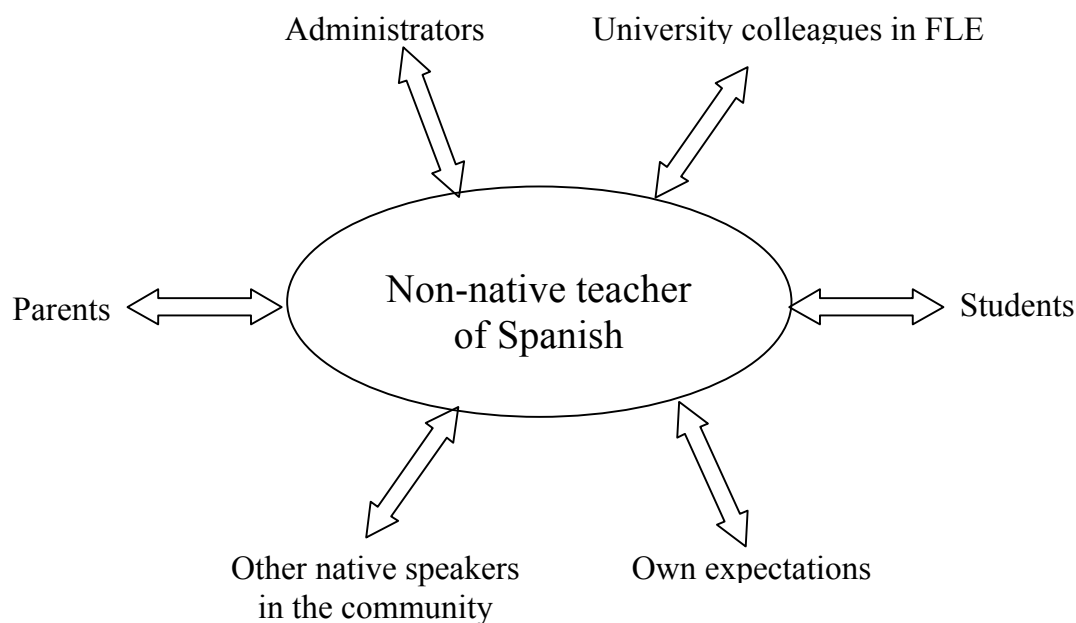 Administrators
University colleagues in FLE
Non-native teacher
of Spanish
Parents
Students
Other native speakers
in the community
Own expectations